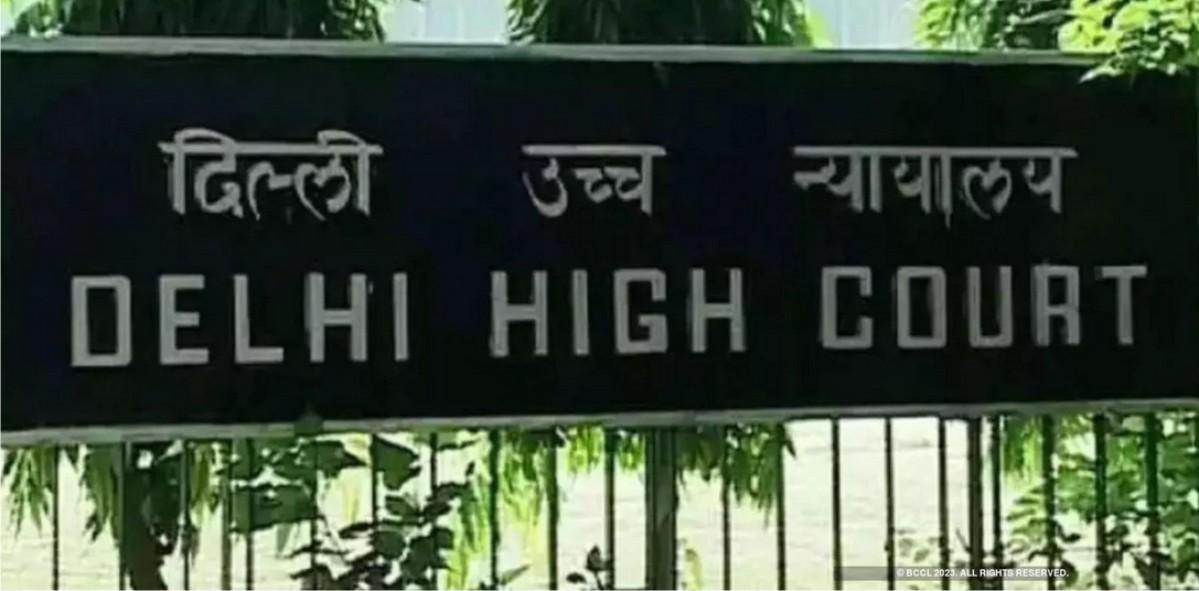 दिल्ली उच्च न्यायालय
DELHI HIGH COURT
© BCCL 2023. ALL RIGHTS RESERVED.